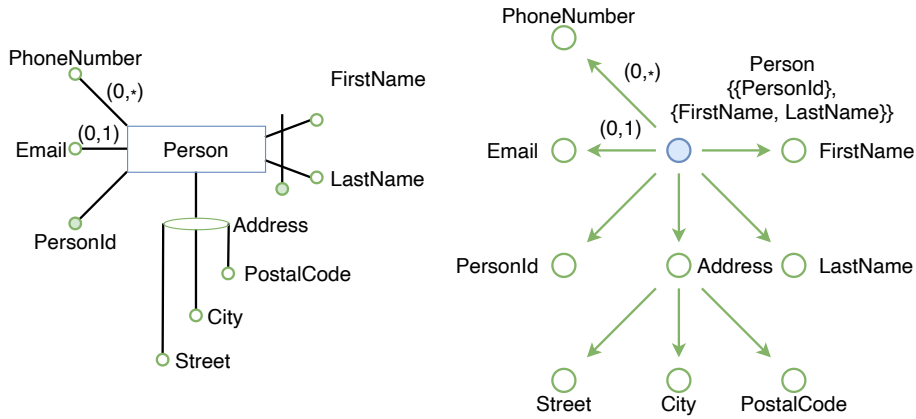 PhoneNumber
(0,*)
FirstName
Email
(0,1)
Person
LastName
PersonId
Address
PostalCode
City
Street
PhoneNumber
(0,*)
Person
{{PersonId},
{FirstName, LastName}}
(0,1)
Email
FirstName
PersonId
Address
LastName
Street
City
PostalCode